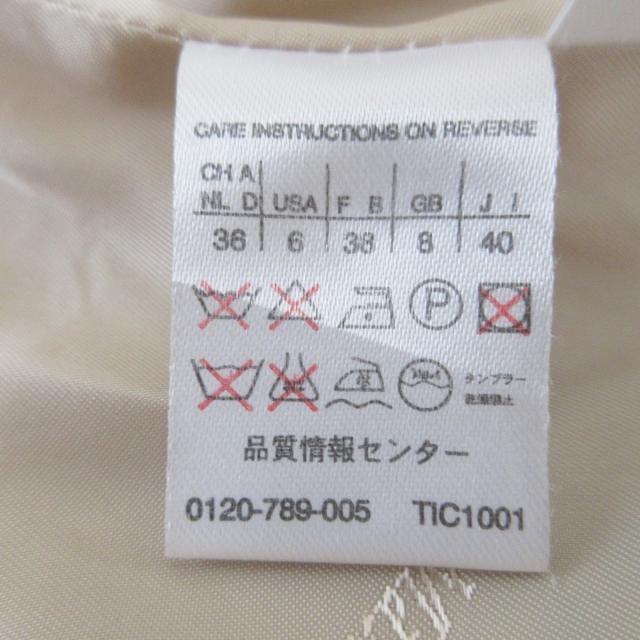 CARE INSTRUCTIONS ON REVERSE
CH A
NL D USA F B GB J I
36 6 38 8 40
P
タンブラー
乾燥禁止
品質情報センター
0120-789-005 TIC1001